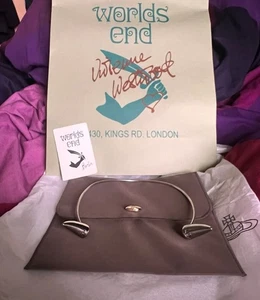 worlds
end
Vivienne
Westwood
430, KINGS RD. LONDON
worlds
end